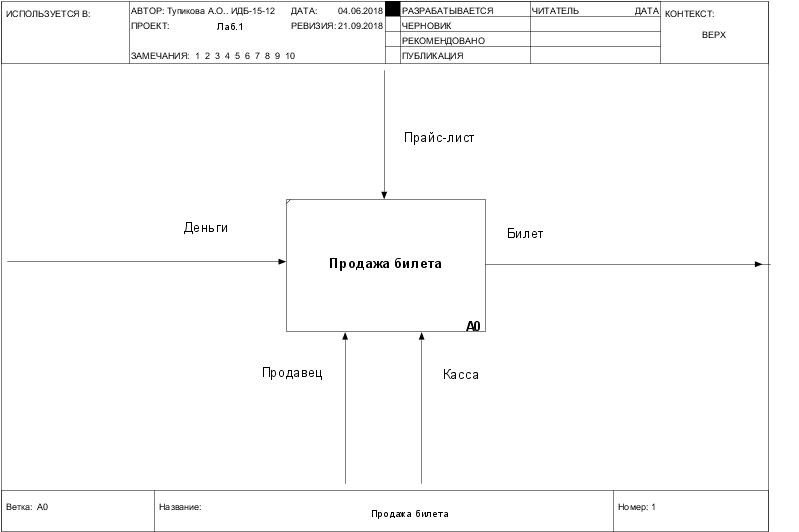 ИСПОЛЬЗУЕТСЯ В:
АВТОР: Тупикова А.О.. ИДБ-15-12
ДАТА: 04.06.2018
РАЗРАБАТЫВАЕТСЯ
ЧИТАТЕЛЬ
ДАТА
КОНТЕКСТ:
ПРОЕКТ: Лаб.1
РЕВИЗИЯ: 21.09.2018
ЧЕРНОВИК
РЕКОМЕНДОВАНО
ВЕРХ
ЗАМЕЧАНИЯ: 1 2 3 4 5 6 7 8 9 10
ПУБЛИКАЦИЯ
Прайс-лист
Деньги
Билет
Продажа билета
A0
Продавец
Касса
Ветка: A0
Название:
Продажа билета
Номер: 1